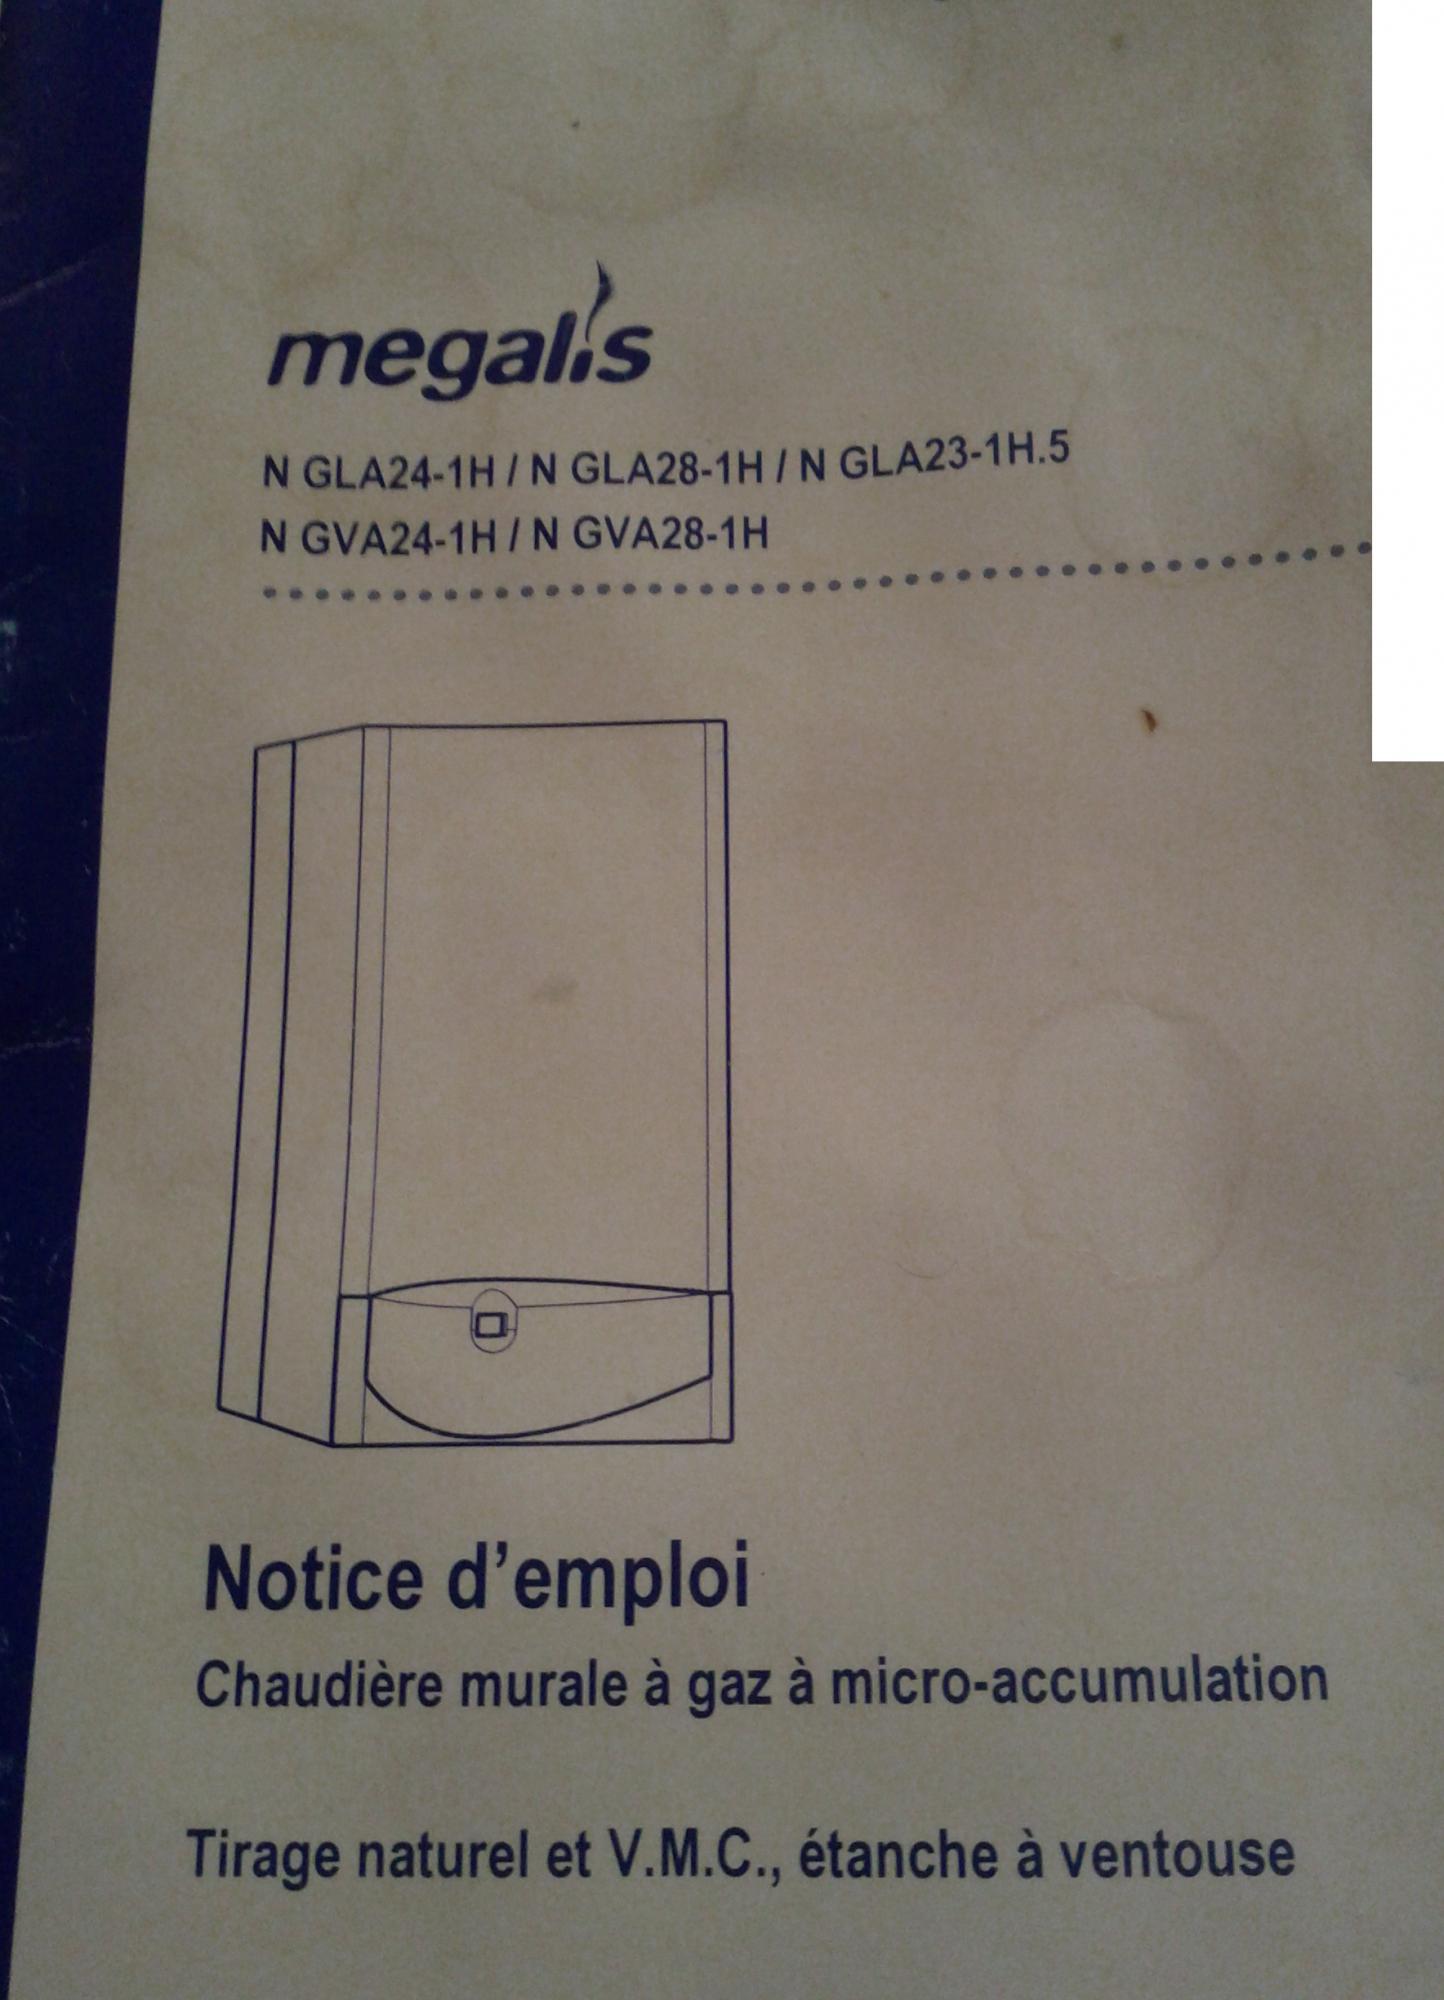 megalis
N GLA24-1H / N GLA28-1H / N GLA23-1H.5
N GVA24-1H / N GVA28-1H
Notice d’emploi
Chaudière murale à gaz à micro-accumulation
Tirage naturel et V.M.C., étanche à ventouse